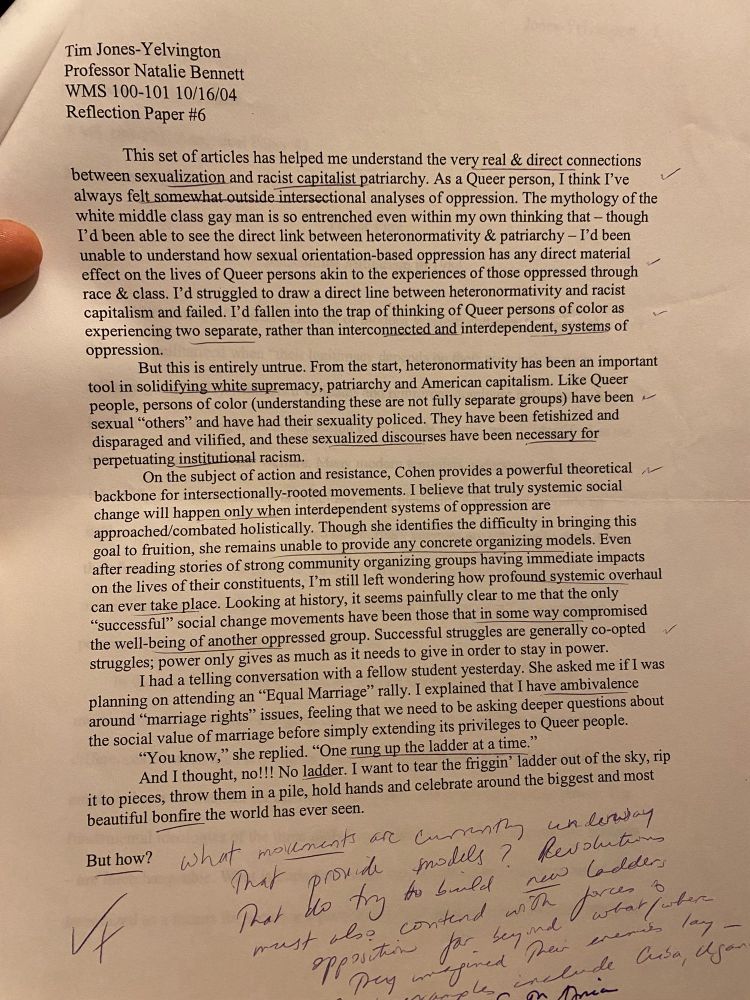 Tim Jones-Yelvington
Professor Natalie Bennett
WMS 100-101 10/16/04
Reflection Paper #6
This set of articles has helped me understand the very real & direct connections
between sexualization and racist capitalist patriarchy. As a Queer person, I think I've
always felt somewhat outside intersectional analyses of oppression. The mythology of the
white middle class gay man is so entrenched even within my own thinking that – though
I'd been able to see the direct link between heteronormativity & patriarchy – I'd been
unable to understand how sexual orientation-based oppression has any direct material
effect on the lives of Queer persons akin to the experiences of those oppressed through
race & class. I'd struggled to draw a direct line between heteronormativity and racist
capitalism and failed. I'd fallen into the trap of thinking of Queer persons of color as
experiencing two separate, rather than interconnected and interdependent, systems of
oppression.
But this is entirely untrue. From the start, heteronormativity has been an important
tool in solidifying white supremacy, patriarchy and American capitalism. Like Queer
people, persons of color (understanding these are not fully separate groups) have been
sexual "others" and have had their sexuality policed. They have been fetishized and
disparaged and vilified, and these sexualized discourses have been necessary for
perpetuating institutional racism.
On the subject of action and resistance, Cohen provides a powerful theoretical
backbone for intersectionally-rooted movements. I believe that truly systemic social
change will happen only when interdependent systems of oppression are
approached/combated holistically. Though she identifies the difficulty in bringing this
goal to fruition, she remains unable to provide any concrete organizing models. Even
after reading stories of strong community organizing groups having immediate impacts
on the lives of their constituents, I'm still left wondering how profound systemic overhaul
can ever take place. Looking at history, it seems painfully clear to me that the only
"successful" social change movements have been those that in some way compromised
the well-being of another oppressed group. Successful struggles are generally co-opted
struggles; power only gives as much as it needs to give in order to stay in power.
I had a telling conversation with a fellow student yesterday. She asked me if I was
planning on attending an "Equal Marriage" rally. I explained that I have ambivalence
around "marriage rights" issues, feeling that we need to be asking deeper questions about
the social value of marriage before simply extending its privileges to Queer people.
"You know," she replied. "One rung up the ladder at a time."
And I thought, no!!! No ladder. I want to tear the friggin' ladder out of the sky, rip
it to pieces, throw them in a pile, hold hands and celebrate around the biggest and most
beautiful bonfire the world has ever seen.
But how? What movements are currently underway
That provide models? Revolutions
That do try to build new ladders
must also contend with forces &
opposition far beyond what/where
They imagined their enemies lay –
examples include Cuba,